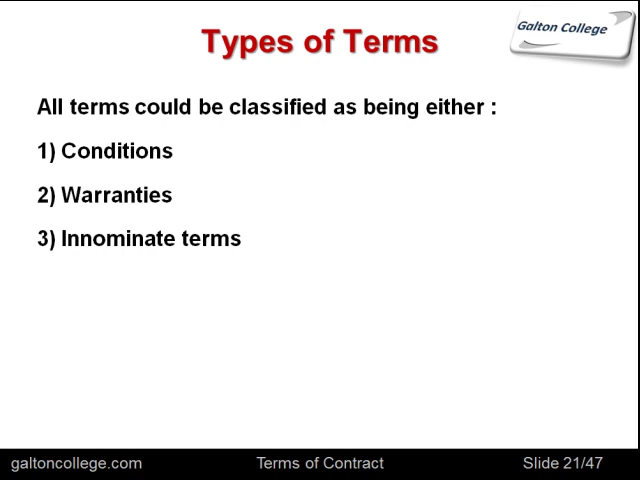 Types of Terms
Galton College
All terms could be classified as being either :
1) Conditions
2) Warranties
3) Innominate terms
galtoncollege.com
Terms of Contract
Slide 21/47